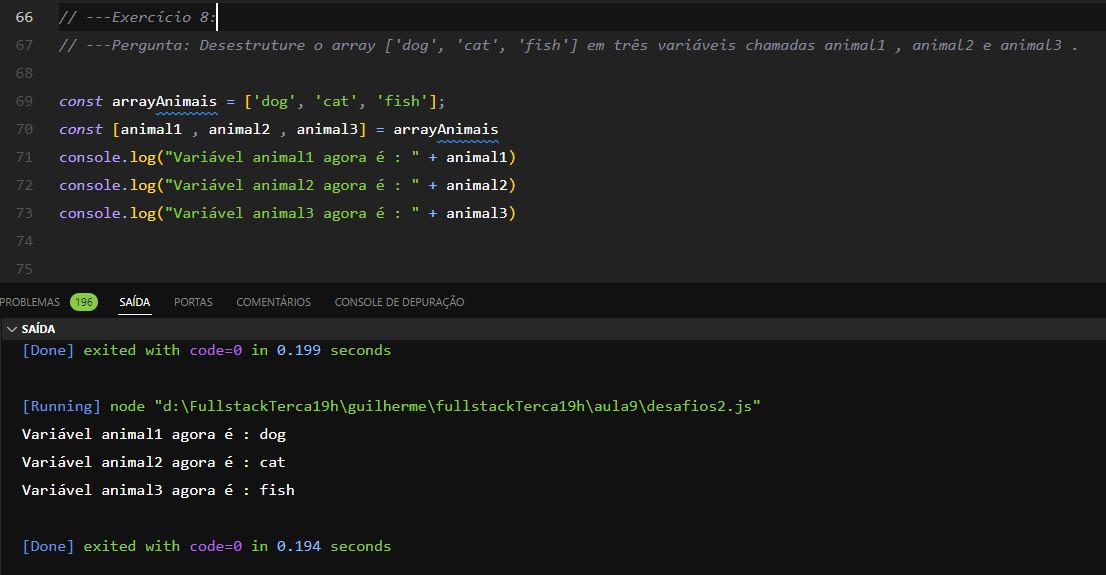 66 // ---Exercício 8:
67 // ---Pergunta: Desestruture o array ['dog', 'cat', 'fish'] em três variáveis chamadas animal1 , animal2 e animal3 .
68
69 const arrayAnimais = ['dog', 'cat', 'fish'];
70 const [animal1 , animal2 , animal3] = arrayAnimais
71 console.log("Variável animal1 agora é : " + animal1)
72 console.log("Variável animal2 agora é : " + animal2)
73 console.log("Variável animal3 agora é : " + animal3)
74
75
PROBLEMAS 196 SAÍDA PORTAS COMENTÁRIOS CONSOLE DE DEPURAÇÃO
SAÍDA
[Done] exited with code=0 in 0.199 seconds
[Running] node "d:\FullstackTerca19h\guilherme\fullstackTerca19h\aula9\desafios2.js"
Variável animal1 agora é : dog
Variável animal2 agora é : cat
Variável animal3 agora é : fish
[Done] exited with code=0 in 0.194 seconds